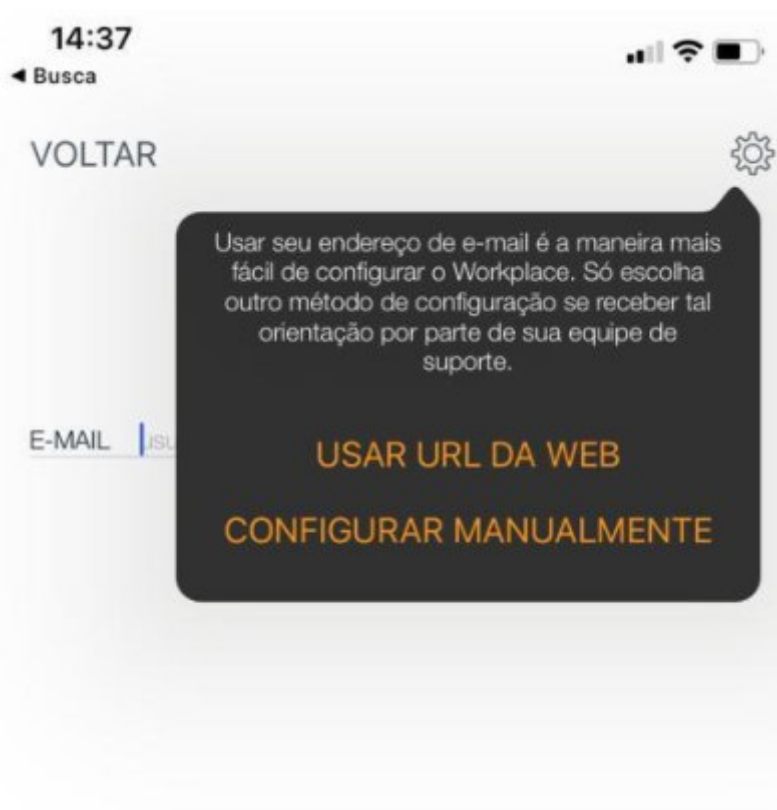 14:37
◀ Busca
VOLTAR
Usar seu endereço de e-mail é a maneira mais
fácil de configurar o Workplace. Só escolha
outro método de configuração se receber tal
orientação por parte de sua equipe de
suporte.
E-MAIL usu
USAR URL DA WEB
CONFIGURAR MANUALMENTE